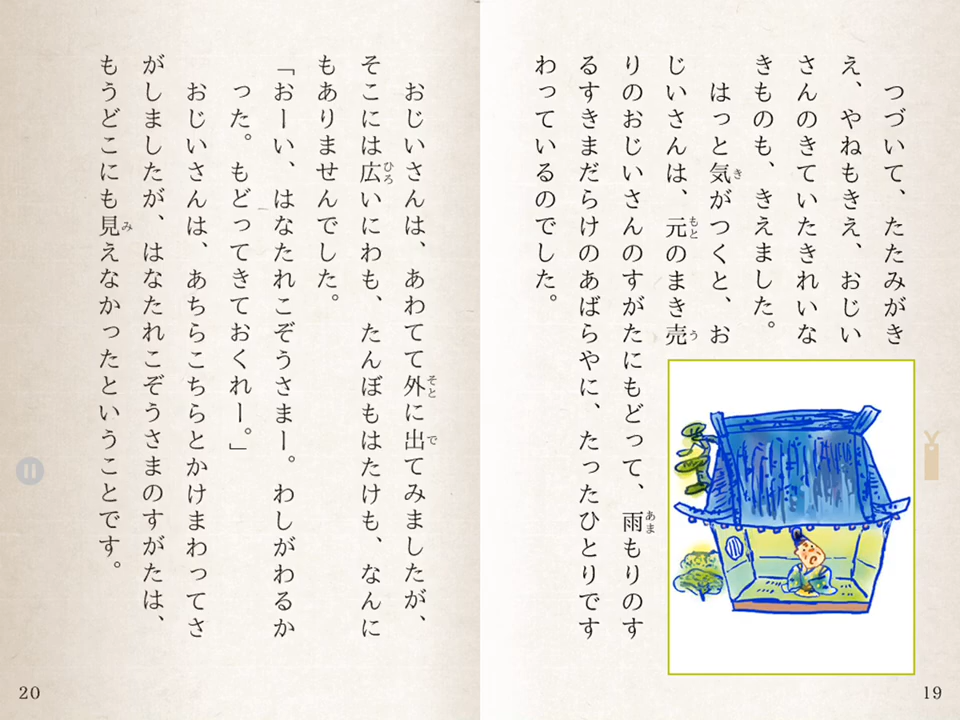 つづいて、たたみがき
え、やねもきえ、おじい
さんのきていたきれいな
きものも、きえました。
はっと気がつくと、お
じいさんは、元のまき売
りのおじいさんのすがたにもどって、雨もりのす
るすきまだらけのあばらやに、たったひとりです
わっているのでした。
19
おじいさんは、あわてて外に出てみましたが、
そこには広いにわも、たんぼもはたけも、なんに
もありませんでした。
「おーい、はなたれこぞうさまー。わしがわるか
った。もどってきておくれー。」
おじいさんは、あちらこちらとかけまわってさ
がしましたが、はなたれこぞうさまのすがたは、
もうどこにも見えなかったということです。
20